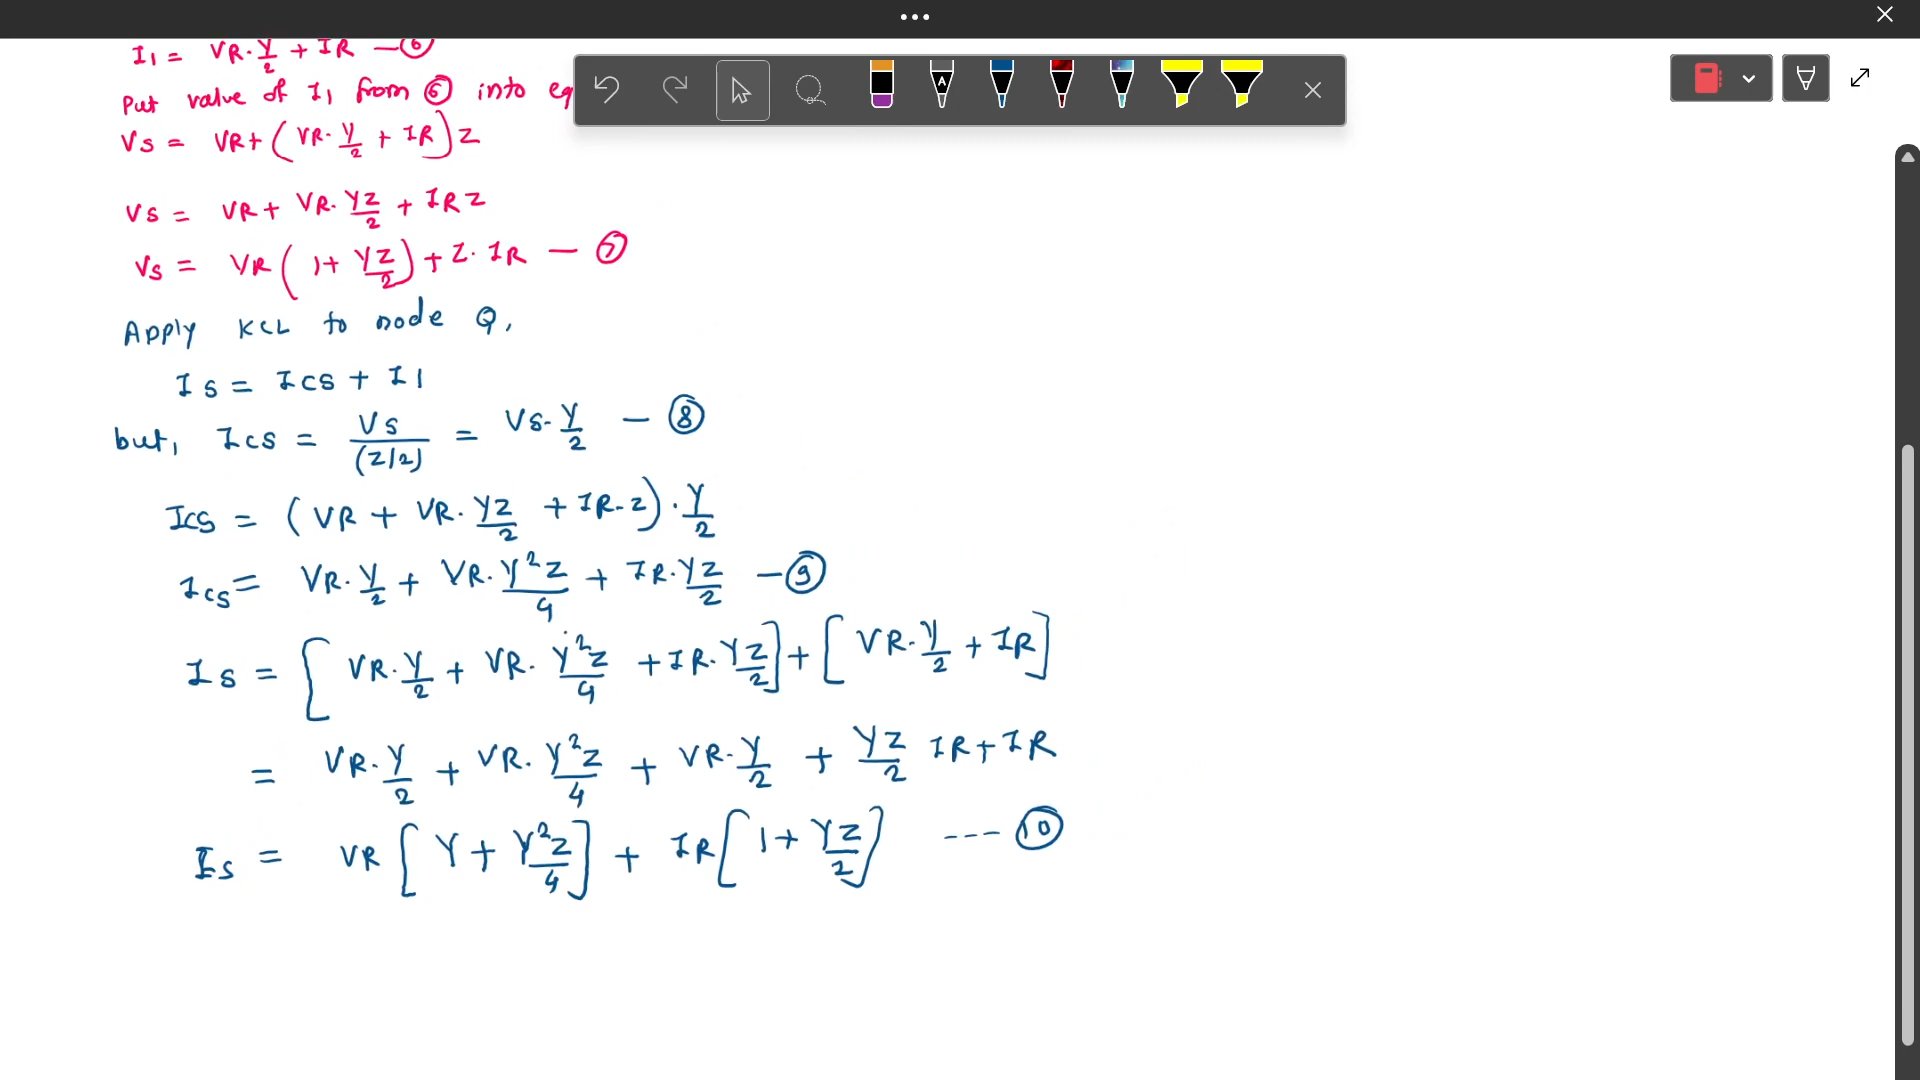 I1 = VR·Y/2 + IR —⑥
Put value of I1 from ⑥ into eq
VS = VR+(VR·Y/2 + IR)Z
VS = VR + VR·YZ/2 + IRZ
VS = VR(1+YZ/2)+Z·IR — ⑦
Apply KCL to node Q,
IS = ICS + I1
but, ICS = VS/(Z/2) = VS·Y/2 — ⑧
ICS = (VR + VR·YZ/2 + IR·Z)·Y/2
ICS = VR·Y/2 + VR·Y²Z/4 + IR·YZ/2 —⑨
IS = [VR·Y/2 + VR·Y²Z/4 + IR·YZ/2] + [VR·Y/2 + IR]
= VR·Y/2 + VR·Y²Z/4 + VR·Y/2 + YZ/2 IR + IR
IS = VR[Y + Y²Z/4] + IR[1+YZ/2] ---- ⑩